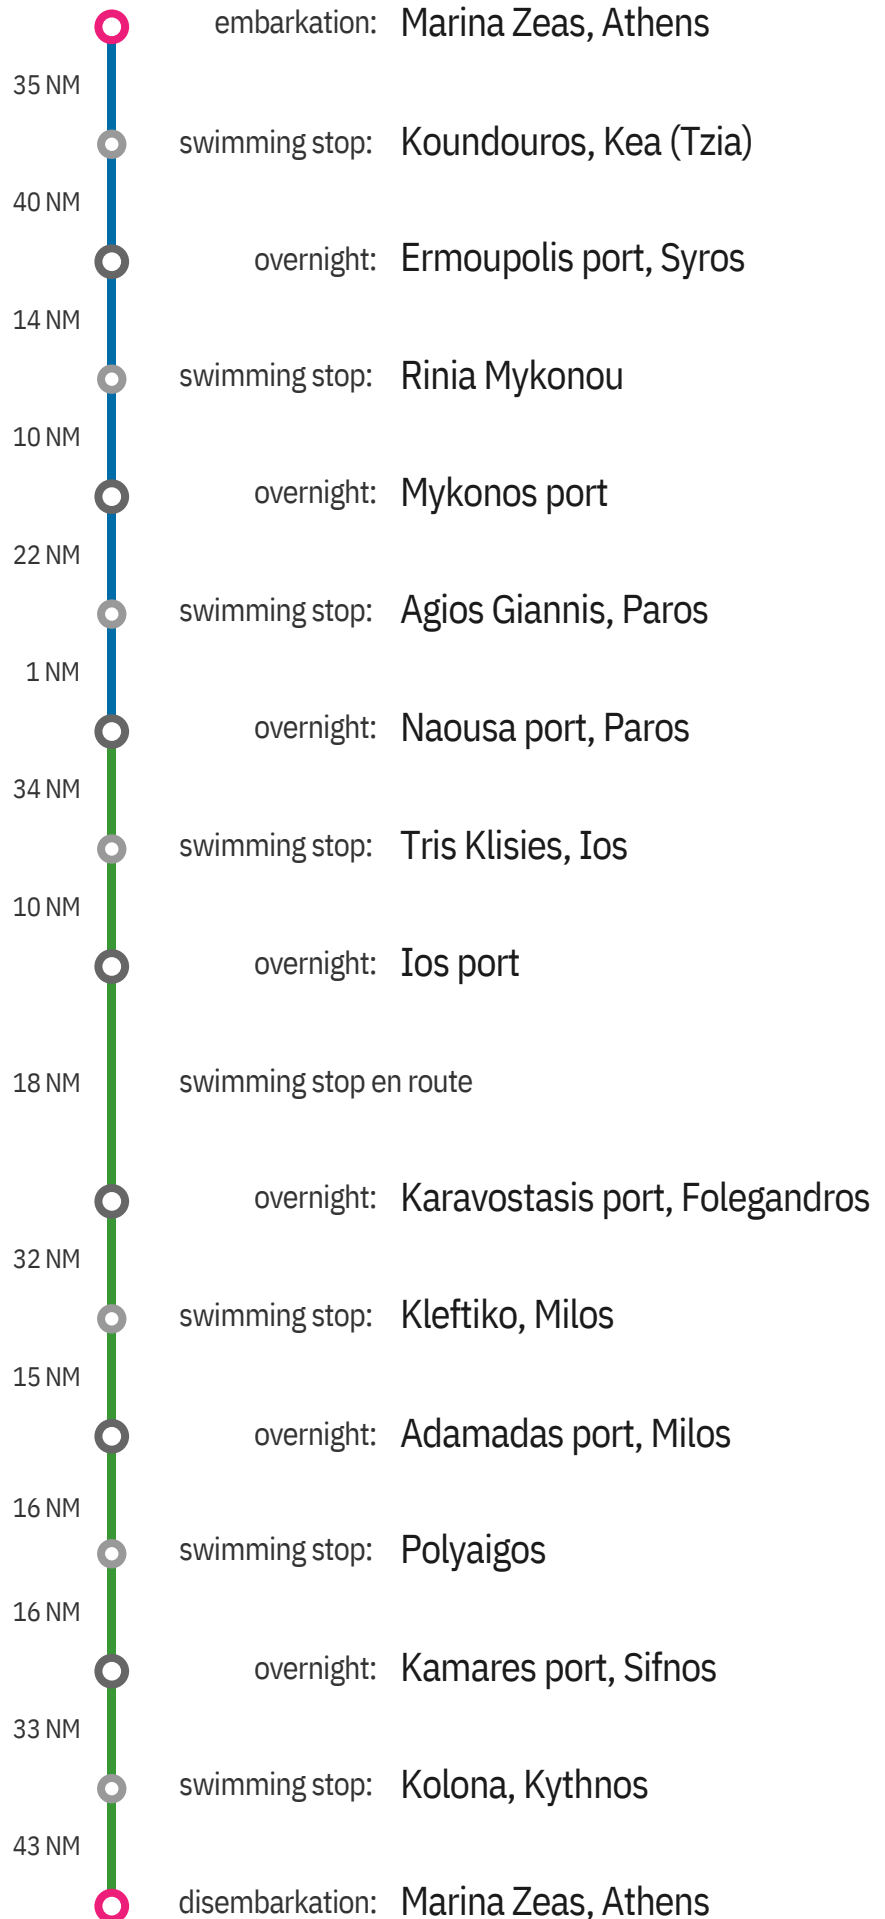 embarkation: Marina Zeas, Athens
35 NM
swimming stop: Koundouros, Kea (Tzia)
40 NM
overnight: Ermoupolis port, Syros
14 NM
swimming stop: Rinia Mykonou
10 NM
overnight: Mykonos port
22 NM
swimming stop: Agios Giannis, Paros
1 NM
overnight: Naousa port, Paros
34 NM
swimming stop: Tris Klisies, Ios
10 NM
overnight: Ios port
18 NM swimming stop en route
overnight: Karavostasis port, Folegandros
32 NM
swimming stop: Kleftiko, Milos
15 NM
overnight: Adamadas port, Milos
16 NM
swimming stop: Polyaigos
16 NM
overnight: Kamares port, Sifnos
33 NM
swimming stop: Kolona, Kythnos
43 NM
disembarkation: Marina Zeas, Athens